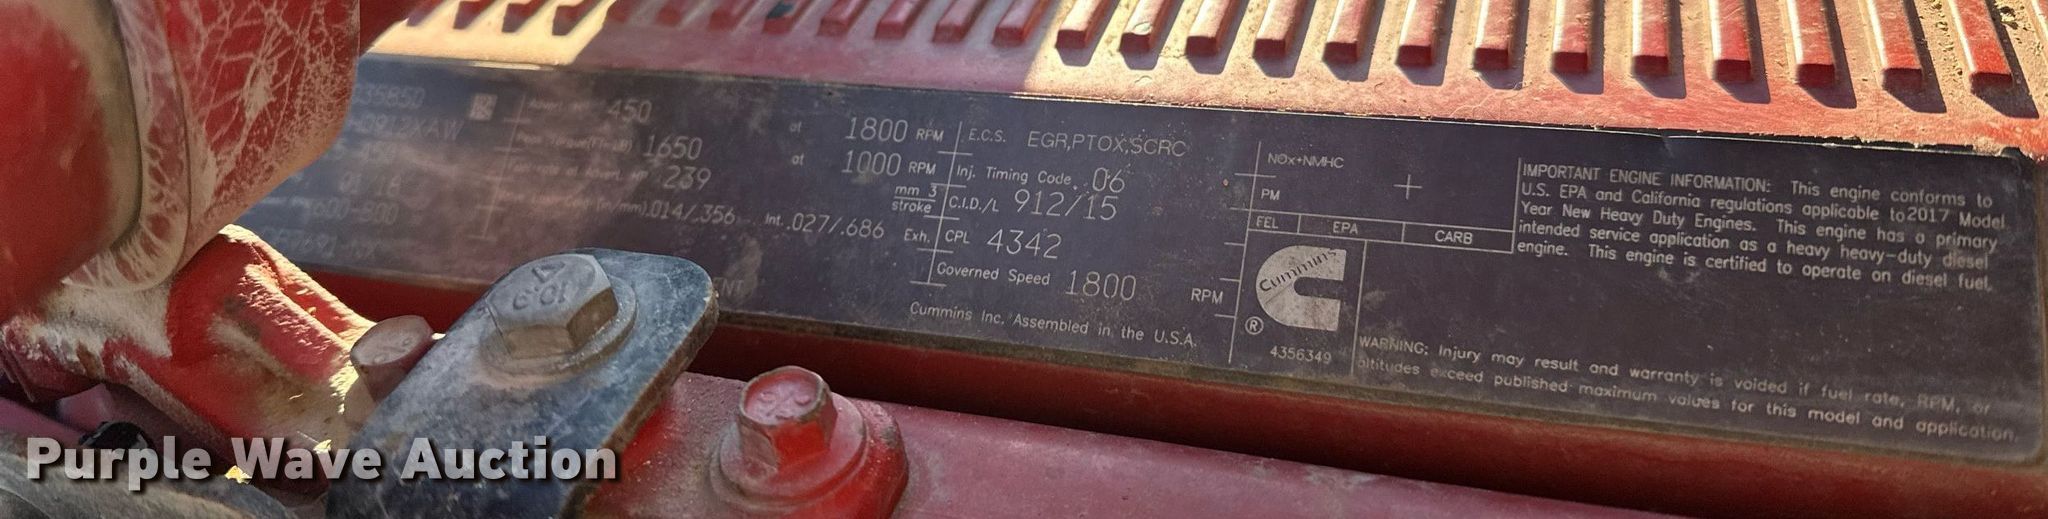 35850
450
at 1800 RPM
0912XAW
1650
at 1000 RPM
239
mm 3
stroke
.014/.356 Int. .027/.686 Exh.
600-800
E.C.S. EGR,PTOX,SCRC
Inj. Timing Code. 06
C.I.D./L 912/15
CPL 4342
Governed Speed 1800 RPM
Cummins Inc. Assembled in the U.S.A.
NOx+NMHC
PM
FEL EPA CARB
Cummins
®
4356349
IMPORTANT ENGINE INFORMATION: This engine conforms to
U.S. EPA and California regulations applicable to 2017 Model
Year New Heavy Duty Engines. This engine has a primary
intended service application as a heavy heavy-duty diesel
engine. This engine is certified to operate on diesel fuel.
WARNING: Injury may result and warranty is voided if fuel rate, RPM, or
altitudes exceed published maximum values for this model and application.
10.9
Purple Wave Auction